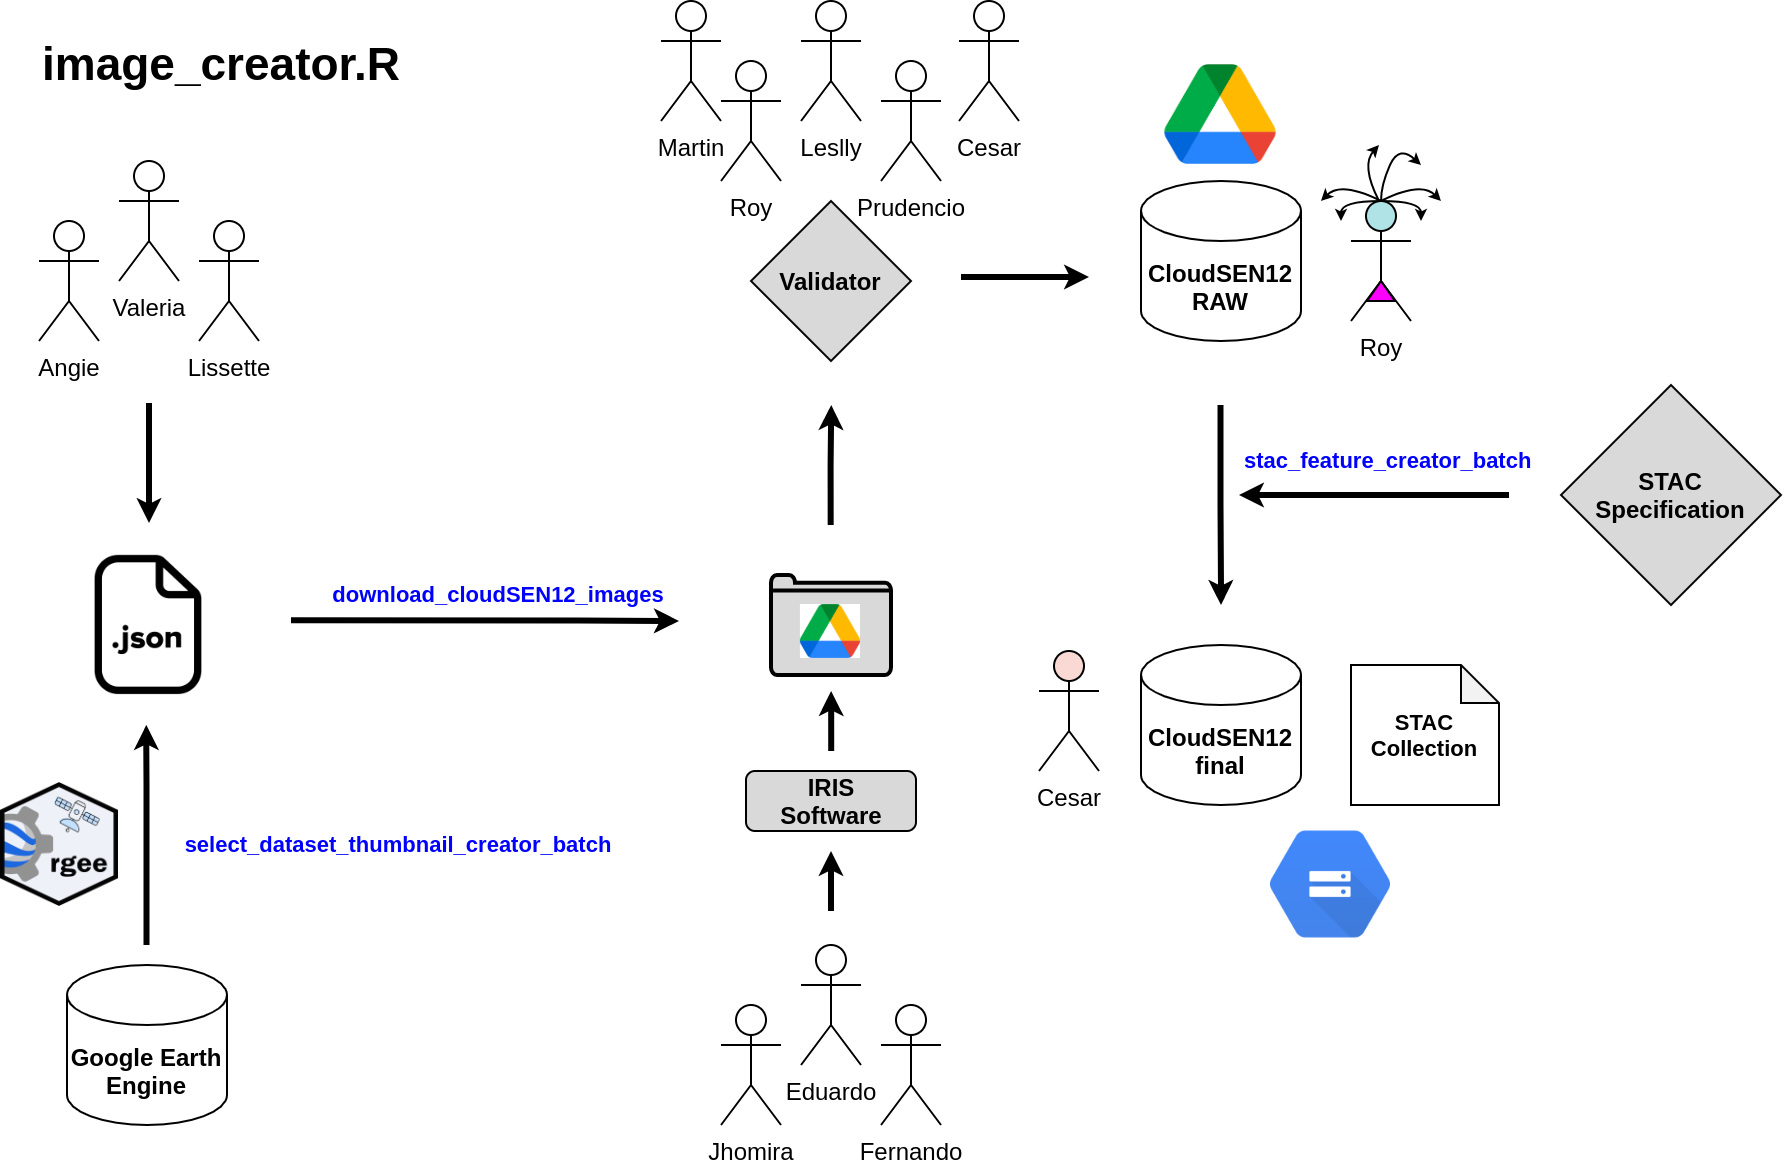 image_creator.R
Martin
Leslly
Cesar
Roy
Prudencio
Valeria
Angie
Lissette
Validator
CloudSEN12
RAW
Roy
stac_feature_creator_batch
STAC
Specification
.json
download_cloudSEN12_images
Cesar
CloudSEN12
final
STAC
Collection
IRIS
Software
rgee
select_dataset_thumbnail_creator_batch
Google Earth
Engine
Eduardo
Jhomira
Fernando